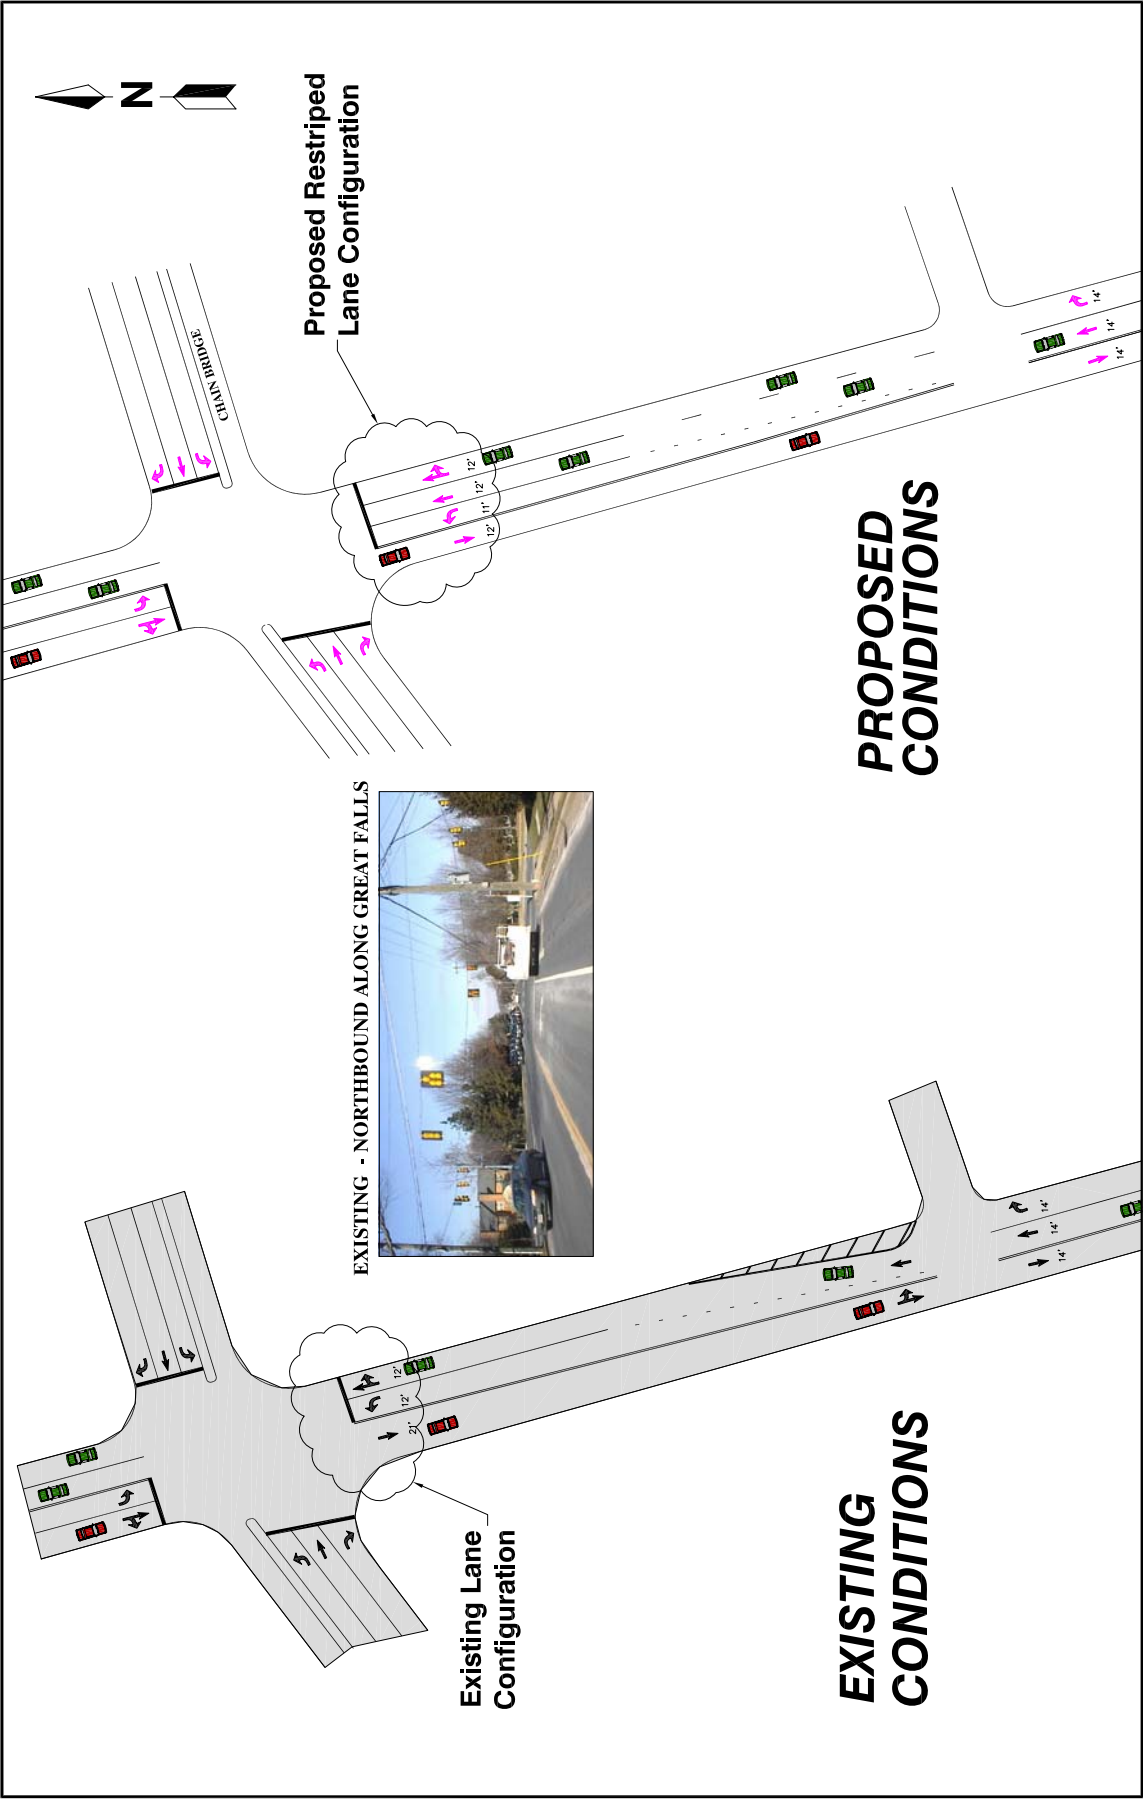 N
Proposed Restriped
Lane Configuration
CHAIN BRIDGE
12'
11'
12'
12'
14'
14'
14'
PROPOSED
CONDITIONS
EXISTING - NORTHBOUND ALONG GREAT FALLS
21'
12'
12'
14'
14'
14'
Existing Lane
Configuration
EXISTING
CONDITIONS